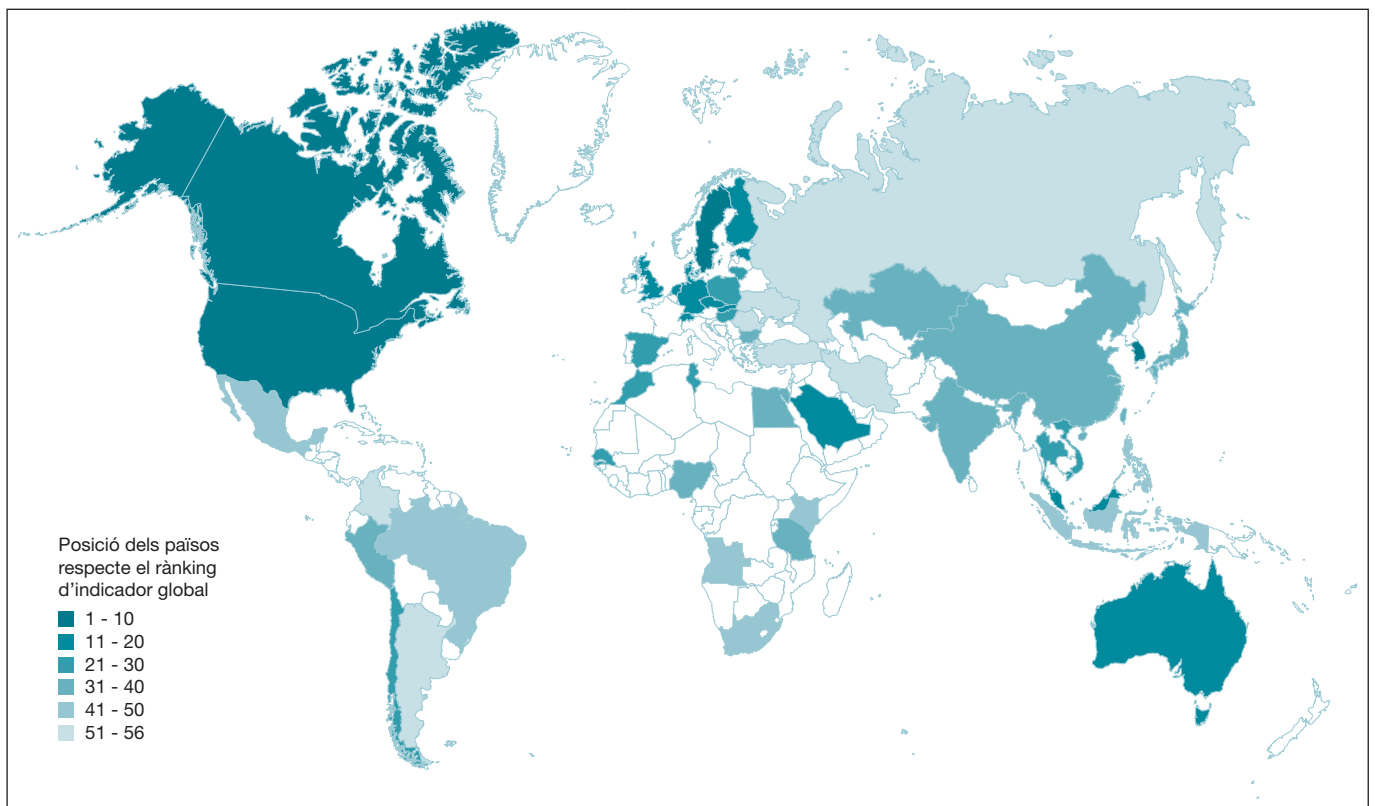 Posició dels països
respecte el rànking
d’indicador global
1 - 10
11 - 20
21 - 30
31 - 40
41 - 50
51 - 56